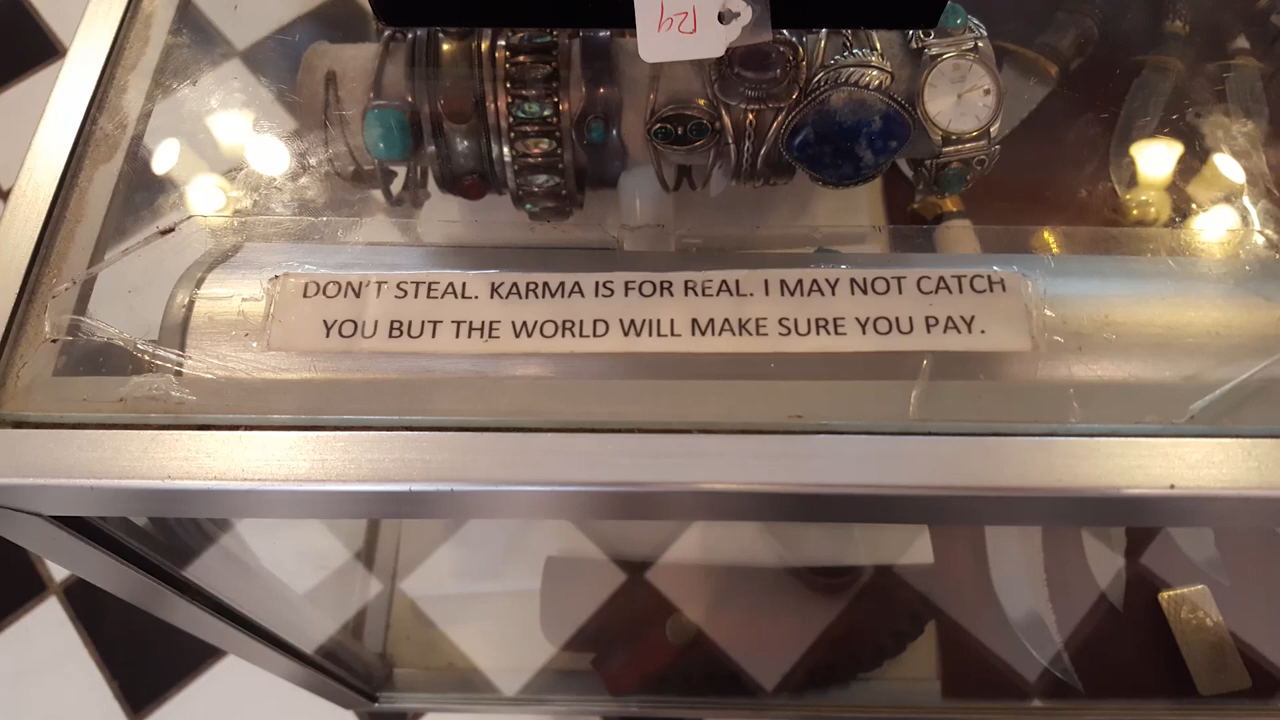 DON'T STEAL. KARMA IS FOR REAL. I MAY NOT CATCH
YOU BUT THE WORLD WILL MAKE SURE YOU PAY.